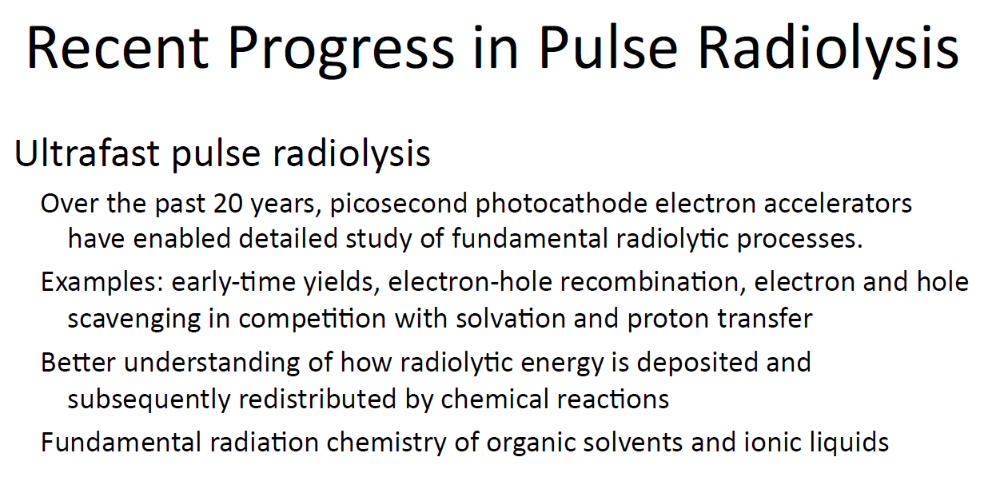 Recent Progress in Pulse Radiolysis
Ultrafast pulse radiolysis
Over the past 20 years, picosecond photocathode electron accelerators
have enabled detailed study of fundamental radiolytic processes.
Examples: early-time yields, electron-hole recombination, electron and hole
scavenging in competition with solvation and proton transfer
Better understanding of how radiolytic energy is deposited and
subsequently redistributed by chemical reactions
Fundamental radiation chemistry of organic solvents and ionic liquids